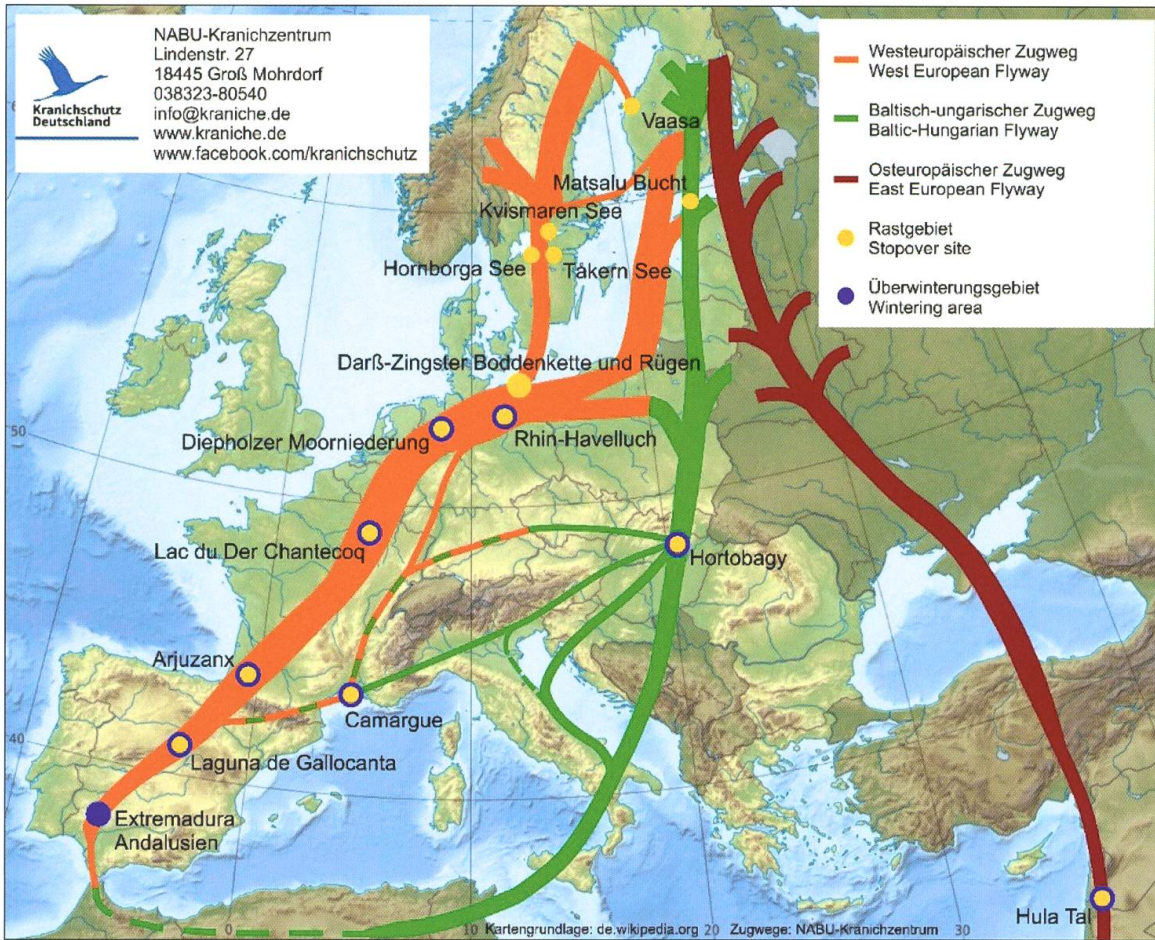 Kranichschutz
Deutschland
NABU-Kranichzentrum
Lindenstr. 27
18445 Groß Mohrdorf
038323-80540
info@kraniche.de
www.kraniche.de
www.facebook.com/kranichschutz
Westeuropäischer Zugweg
West European Flyway
Baltisch-ungarischer Zugweg
Baltic-Hungarian Flyway
Osteuropäischer Zugweg
East European Flyway
Rastgebiet
Stopover site
Überwinterungsgebiet
Wintering area
Vaasa
Matsalu Bucht
Kvismaren See
Hornborga See
Tåkern See
Darß-Zingster Boddenkette und Rügen
50
Diepholzer Moorniederung
Rhin-Havelluch
Lac du Der Chantecoq
Hortobagy
Arjuzanx
Camargue
40
Laguna de Gallocanta
Extremadura
Andalusien
Hula Tal
0
10
Kartengrundlage: de.wikipedia.org
20
Zugwege: NABU-Kranichzentrum
30